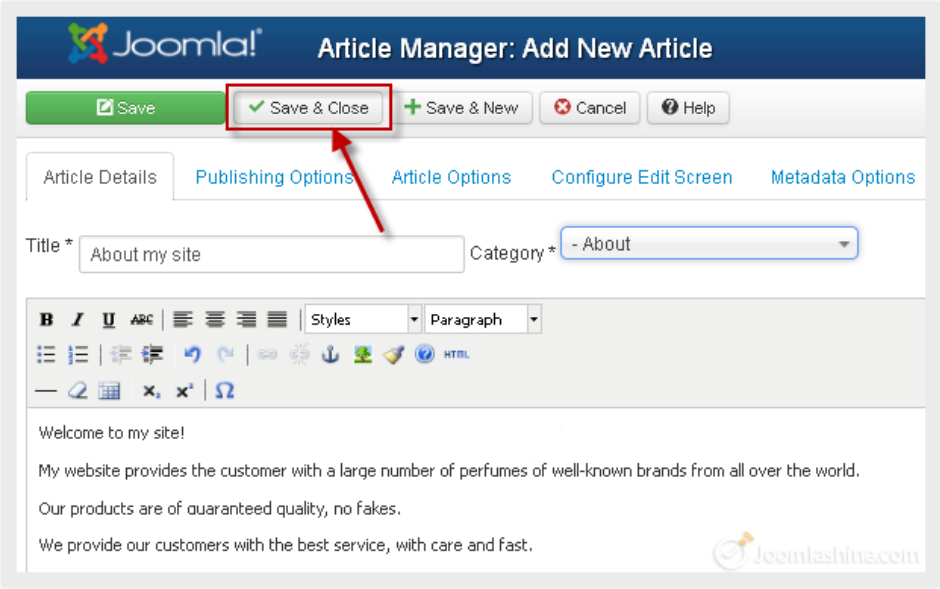 Joomla!® Article Manager: Add New Article
Save Save & Close Save & New Cancel Help
Article Details Publishing Options Article Options Configure Edit Screen Metadata Options
Title * About my site Category * - About
B I U ABC Styles Paragraph
HTML
x₂ x² Ω
Welcome to my site!
My website provides the customer with a large number of perfumes of well-known brands from all over the world.
Our products are of guaranteed quality, no fakes.
We provide our customers with the best service, with care and fast.
Joomlashine.com